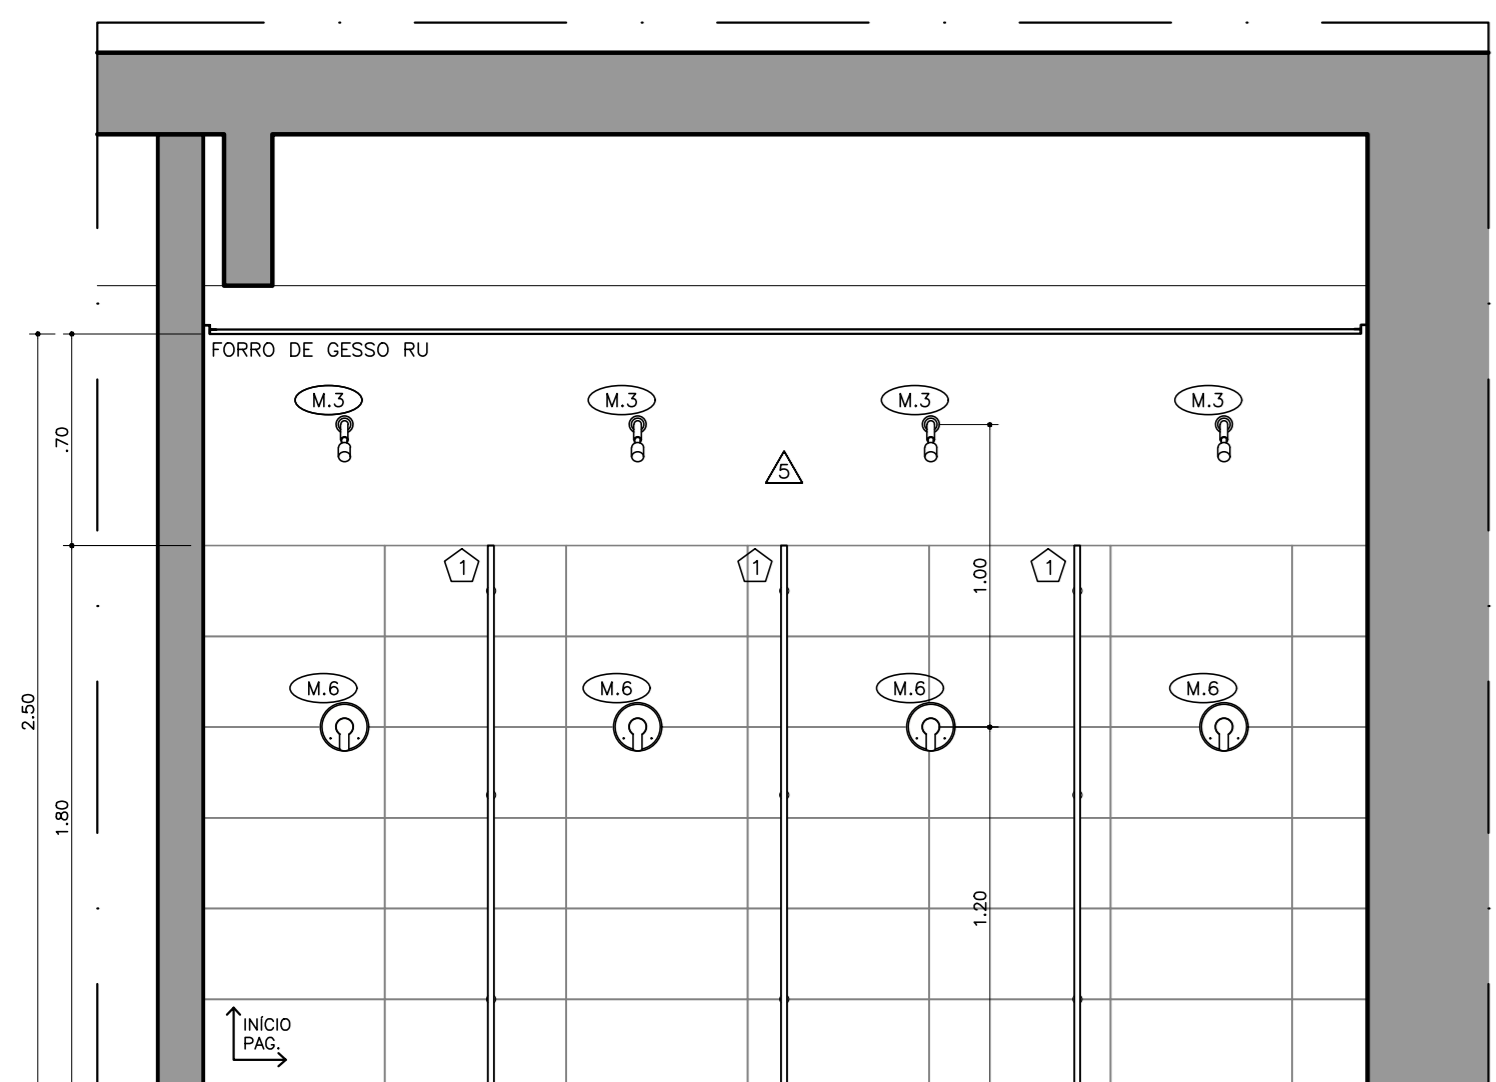 FORRO DE GESSO RU
M.3
M.3
M.3
M.3
.70
5
1
1
1
1.00
M.6
M.6
M.6
M.6
2.50
1.80
1.20
INÍCIO
PAG.